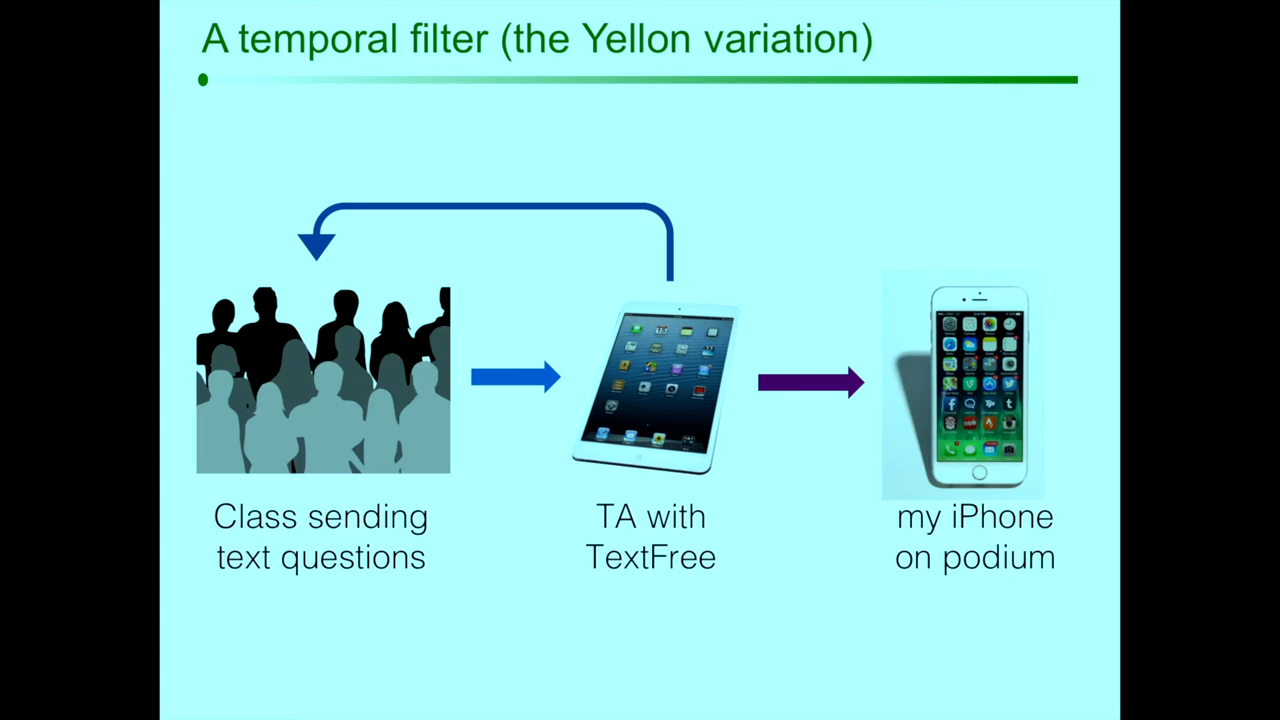 A temporal filter (the Yellon variation)
Class sending
text questions
TA with
TextFree
my iPhone
on podium